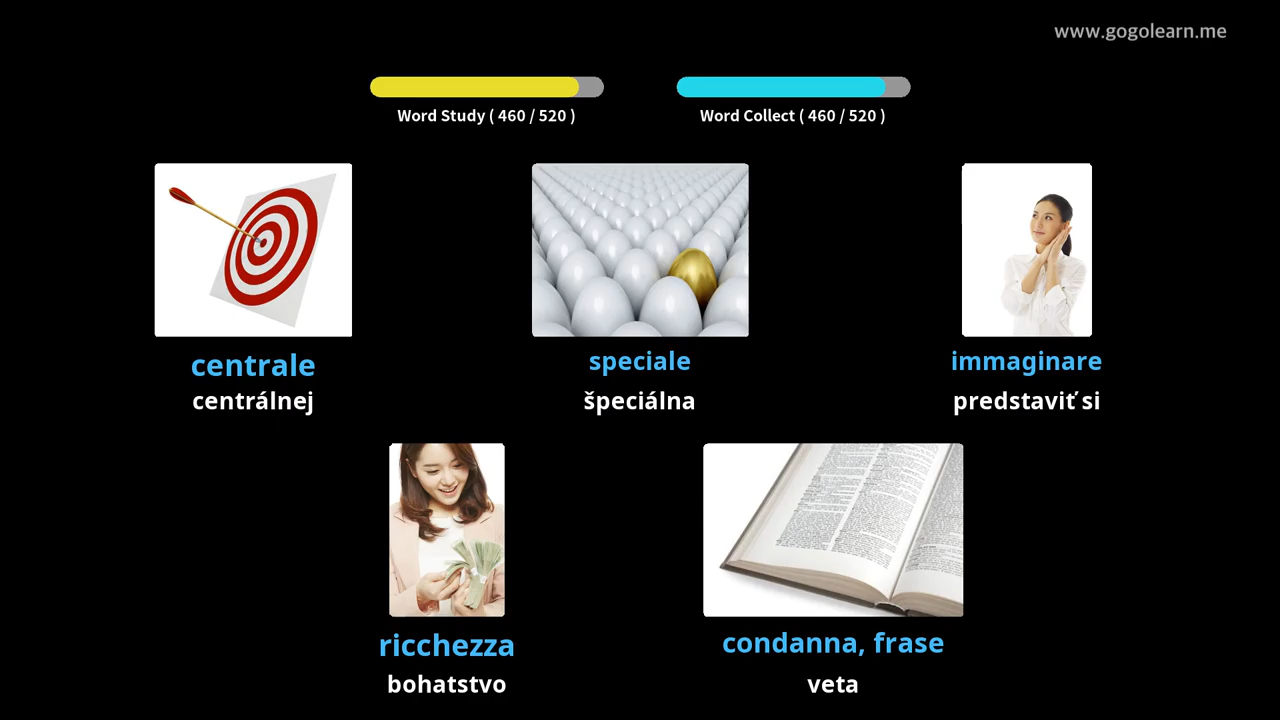 www.gogolearn.me
Word Study ( 460 / 520 )
Word Collect ( 460 / 520 )
centrale
centrálnej
speciale
špeciálna
immaginare
predstaviť si
ricchezza
bohatstvo
condanna, frase
veta